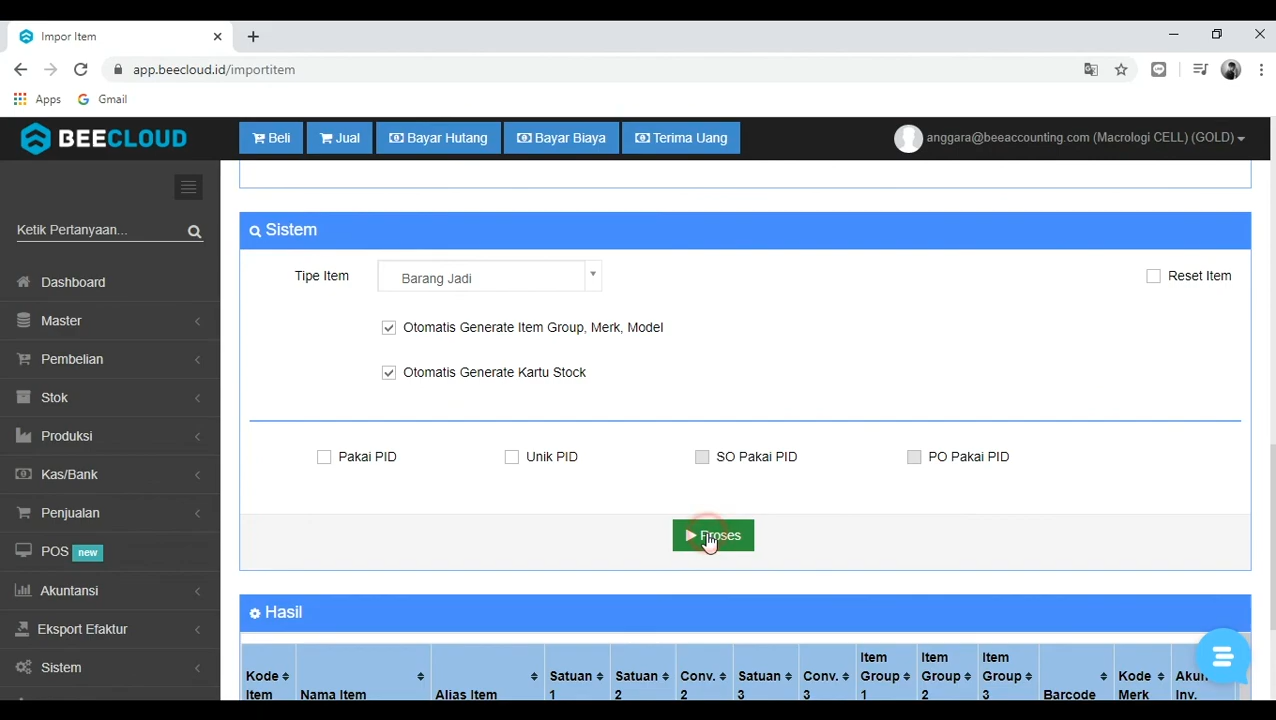 Impor Item
app.beecloud.id/importitem
Apps Gmail
BEECLOUD
Beli Jual Bayar Hutang Bayar Biaya Terima Uang
anggara@beeaccounting.com (Macrologi CELL) (GOLD)
Ketik Pertanyaan...
Dashboard
Master
Pembelian
Stok
Produksi
Kas/Bank
Penjualan
POS new
Akuntansi
Eksport Efaktur
Sistem
Sistem
Tipe Item Barang Jadi Reset Item
Otomatis Generate Item Group, Merk, Model
Otomatis Generate Kartu Stock
Pakai PID Unik PID SO Pakai PID PO Pakai PID
Proses
Hasil
Kode Item
Nama Item
Alias Item
Satuan 1
Satuan 2
Conv. 2
Satuan 3
Conv. 3
Item Group 1
Item Group 2
Item Group 3
Barcode
Kode Merk
Inv.